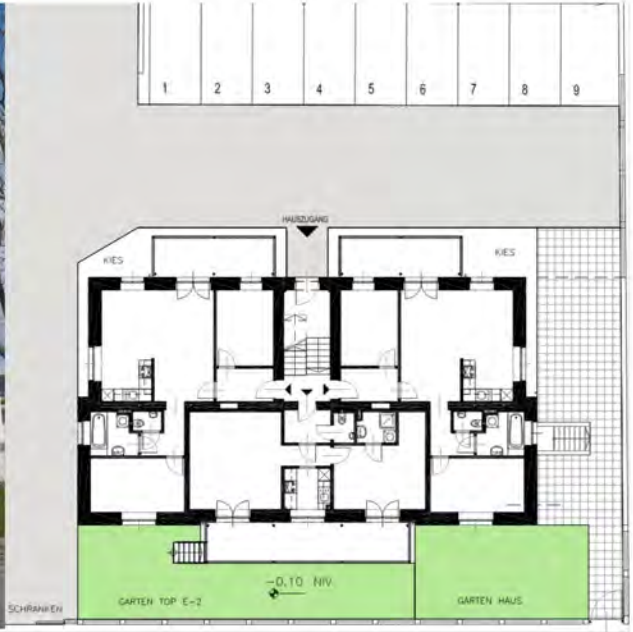 1 2 3 4 5 6 7 8 9
HAUSZUGANG
KIES KIES
-0.10 NIV
GARTEN TOP E-2 GARTEN HAUS
SCHRANKEN